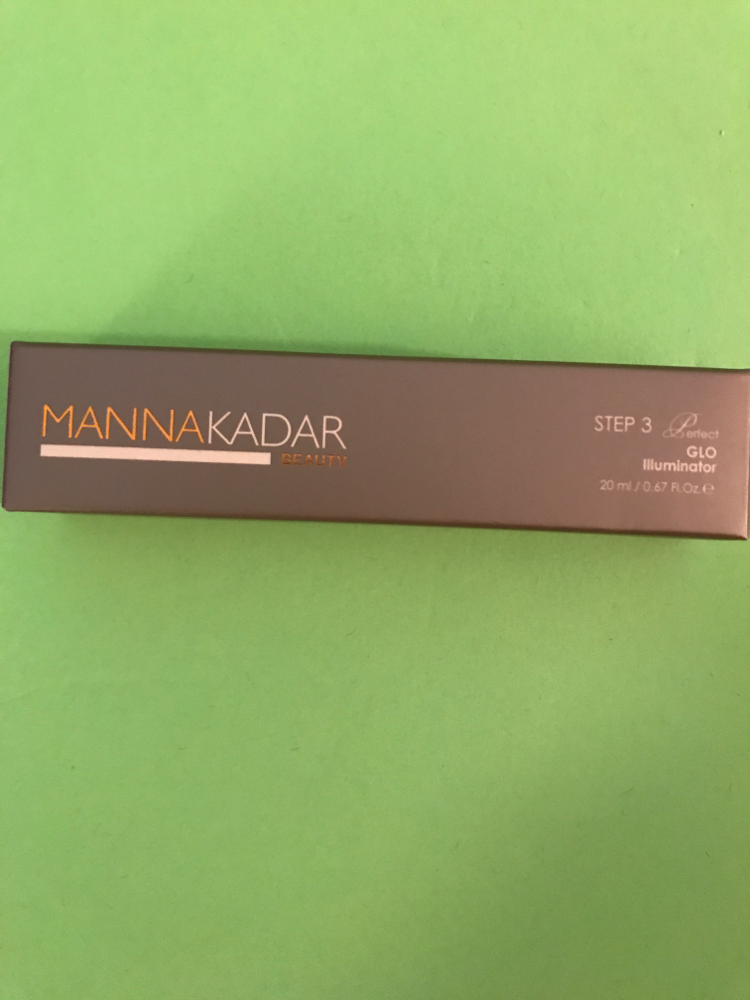 MANNAKADAR
BEAUTY
STEP 3 Perfect
GLO
Illuminator
20 ml / 0.67 Fl.Oz. ℮